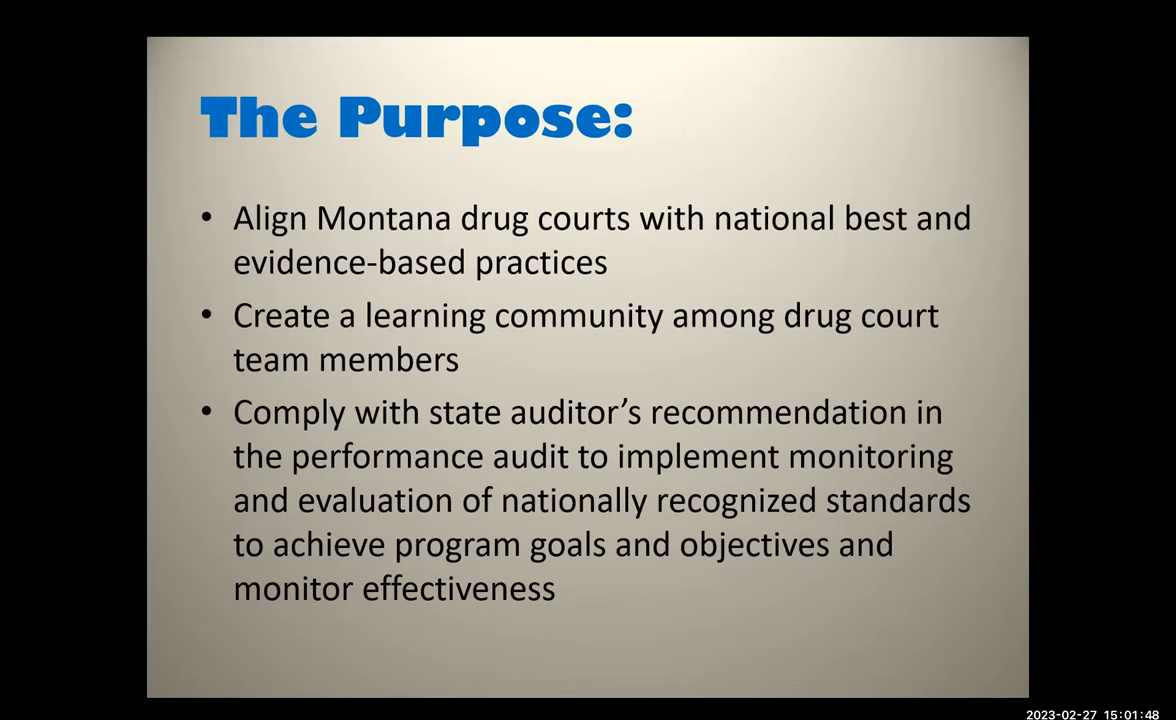 The Purpose:
• Align Montana drug courts with national best and
evidence-based practices
• Create a learning community among drug court
team members
• Comply with state auditor’s recommendation in
the performance audit to implement monitoring
and evaluation of nationally recognized standards
to achieve program goals and objectives and
monitor effectiveness
2023-02-27 15:01:48